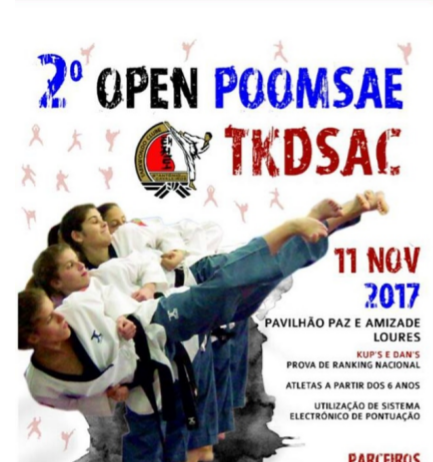 2º OPEN POOMSAE
TKDSAC
11 NOV
2017
PAVILHÃO PAZ E AMIZADE
LOURES
KUP'S E DAN'S
PROVA DE RANKING NACIONAL
ATLETAS A PARTIR DOS 6 ANOS
UTILIZAÇÃO DE SISTEMA
ELECTRÓNICO DE PONTUAÇÃO
PARCEIROS